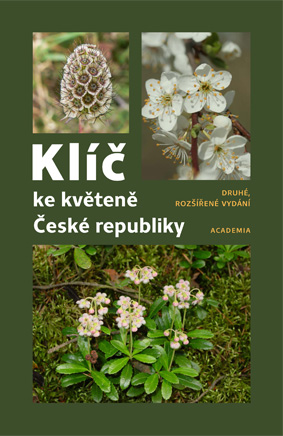 Klíč
ke květeně
České republiky
DRUHÉ,
ROZŠÍŘENÉ VYDÁNÍ
ACADEMIA